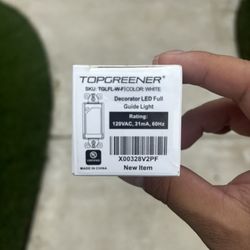 TOPGREENER®
SKU: TGLFL-W-F|COLOR: WHITE
Decorator LED Full
Guide Light
Rating:
120VAC, 31mA, 60Hz
MADE IN CHINA
X00328V2PF
New Item